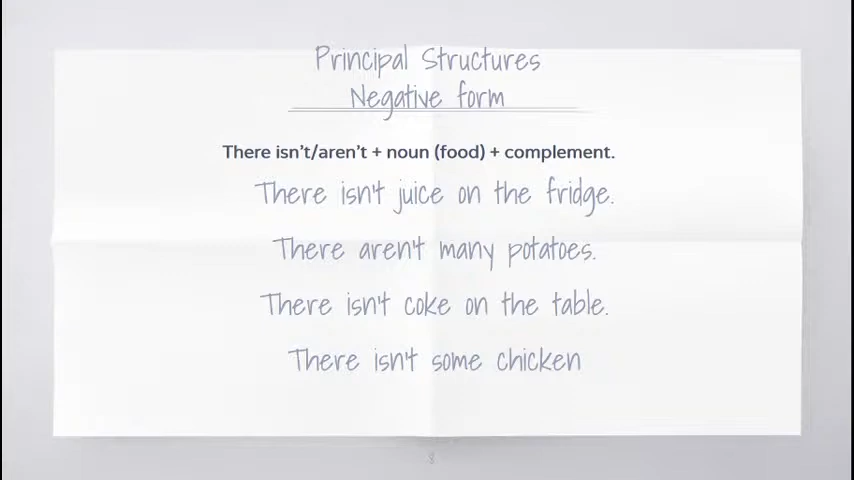 Principal Structures
Negative form
There isn't/aren't + noun (food) + complement.
There isn't juice on the fridge.
There aren't many potatoes.
There isn't coke on the table.
There isn't some chicken
8